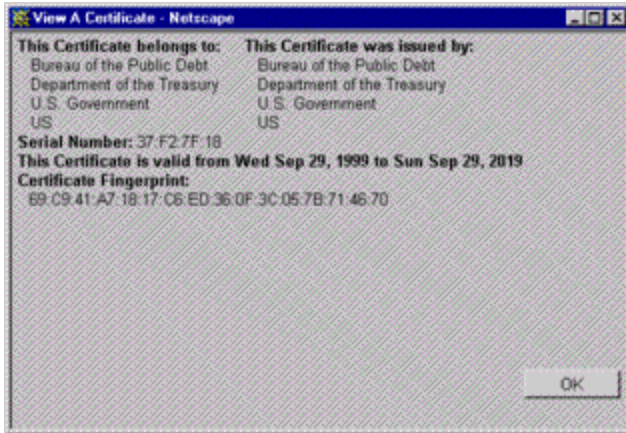 View A Certificate - Netscape
This Certificate belongs to: This Certificate was issued by:
Bureau of the Public Debt Bureau of the Public Debt
Department of the Treasury Department of the Treasury
U.S. Government U.S. Government
US US
Serial Number: 37:F2:7F:18
This Certificate is valid from Wed Sep 29, 1999 to Sun Sep 29, 2019
Certificate Fingerprint:
69:C9:41:A7:18:17:C6:ED:36:0F:3C:05:7B:71:46:70
OK